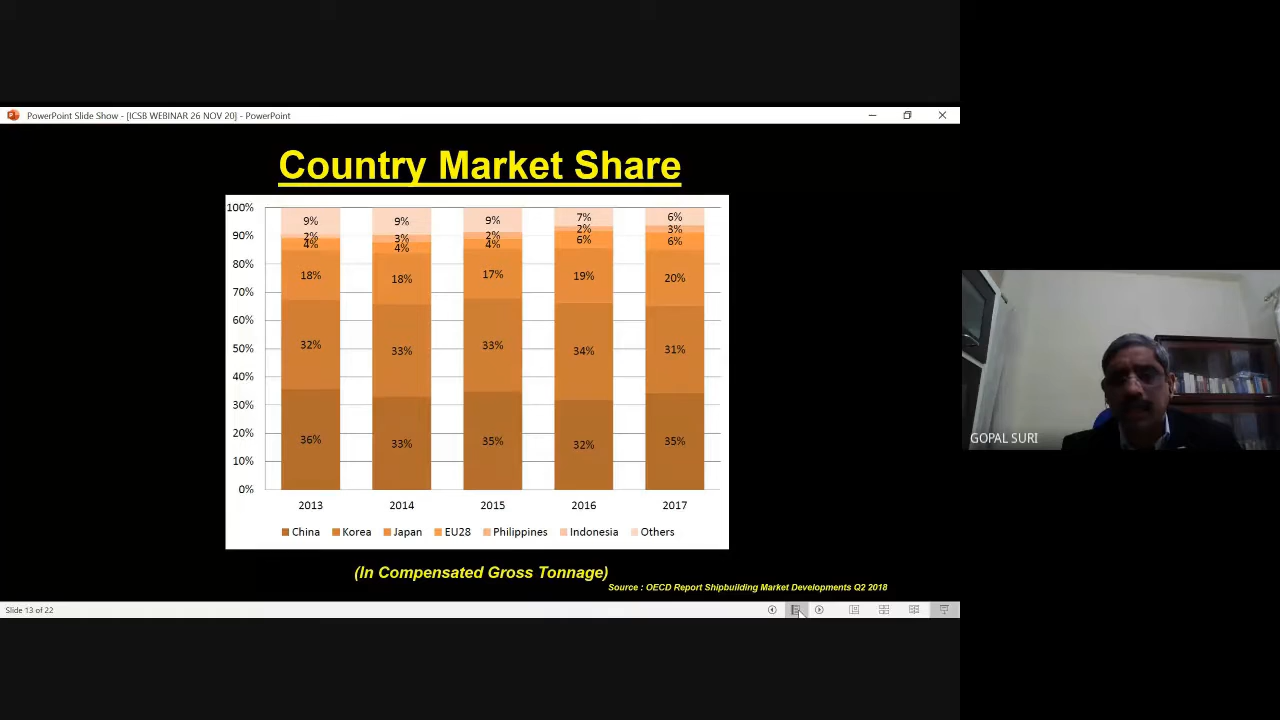 PowerPoint Slide Show - [ICSB WEBINAR 26 NOV 20] - PowerPoint
Country Market Share
100%
90%
80%
70%
60%
50%
40%
30%
20%
10%
0%
9% 9% 9% 7% 6%
2% 3% 2% 2% 3%
4% 4% 4% 6% 6%
18% 18% 17% 19% 20%
32% 33% 33% 34% 31%
36% 33% 35% 32% 35%
2013 2014 2015 2016 2017
China Korea Japan EU28 Philippines Indonesia Others
(In Compensated Gross Tonnage)
Source : OECD Report Shipbuilding Market Developments Q2 2018
Slide 13 of 22
GOPAL SURI